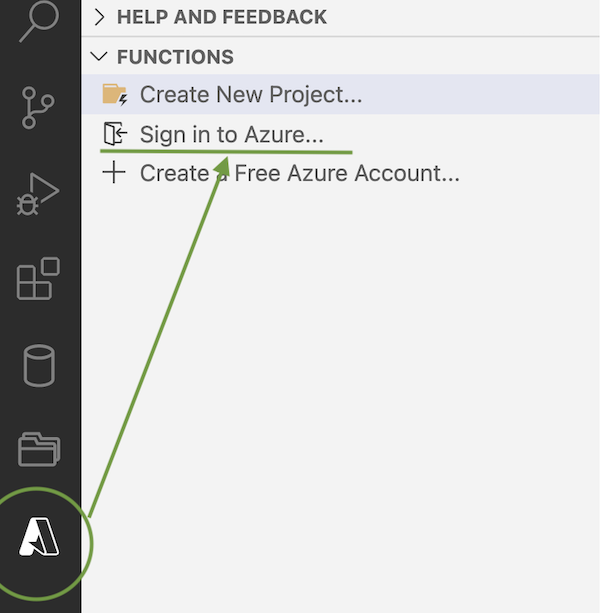 HELP AND FEEDBACK
FUNCTIONS
Create New Project...
Sign in to Azure...
Create a Free Azure Account...